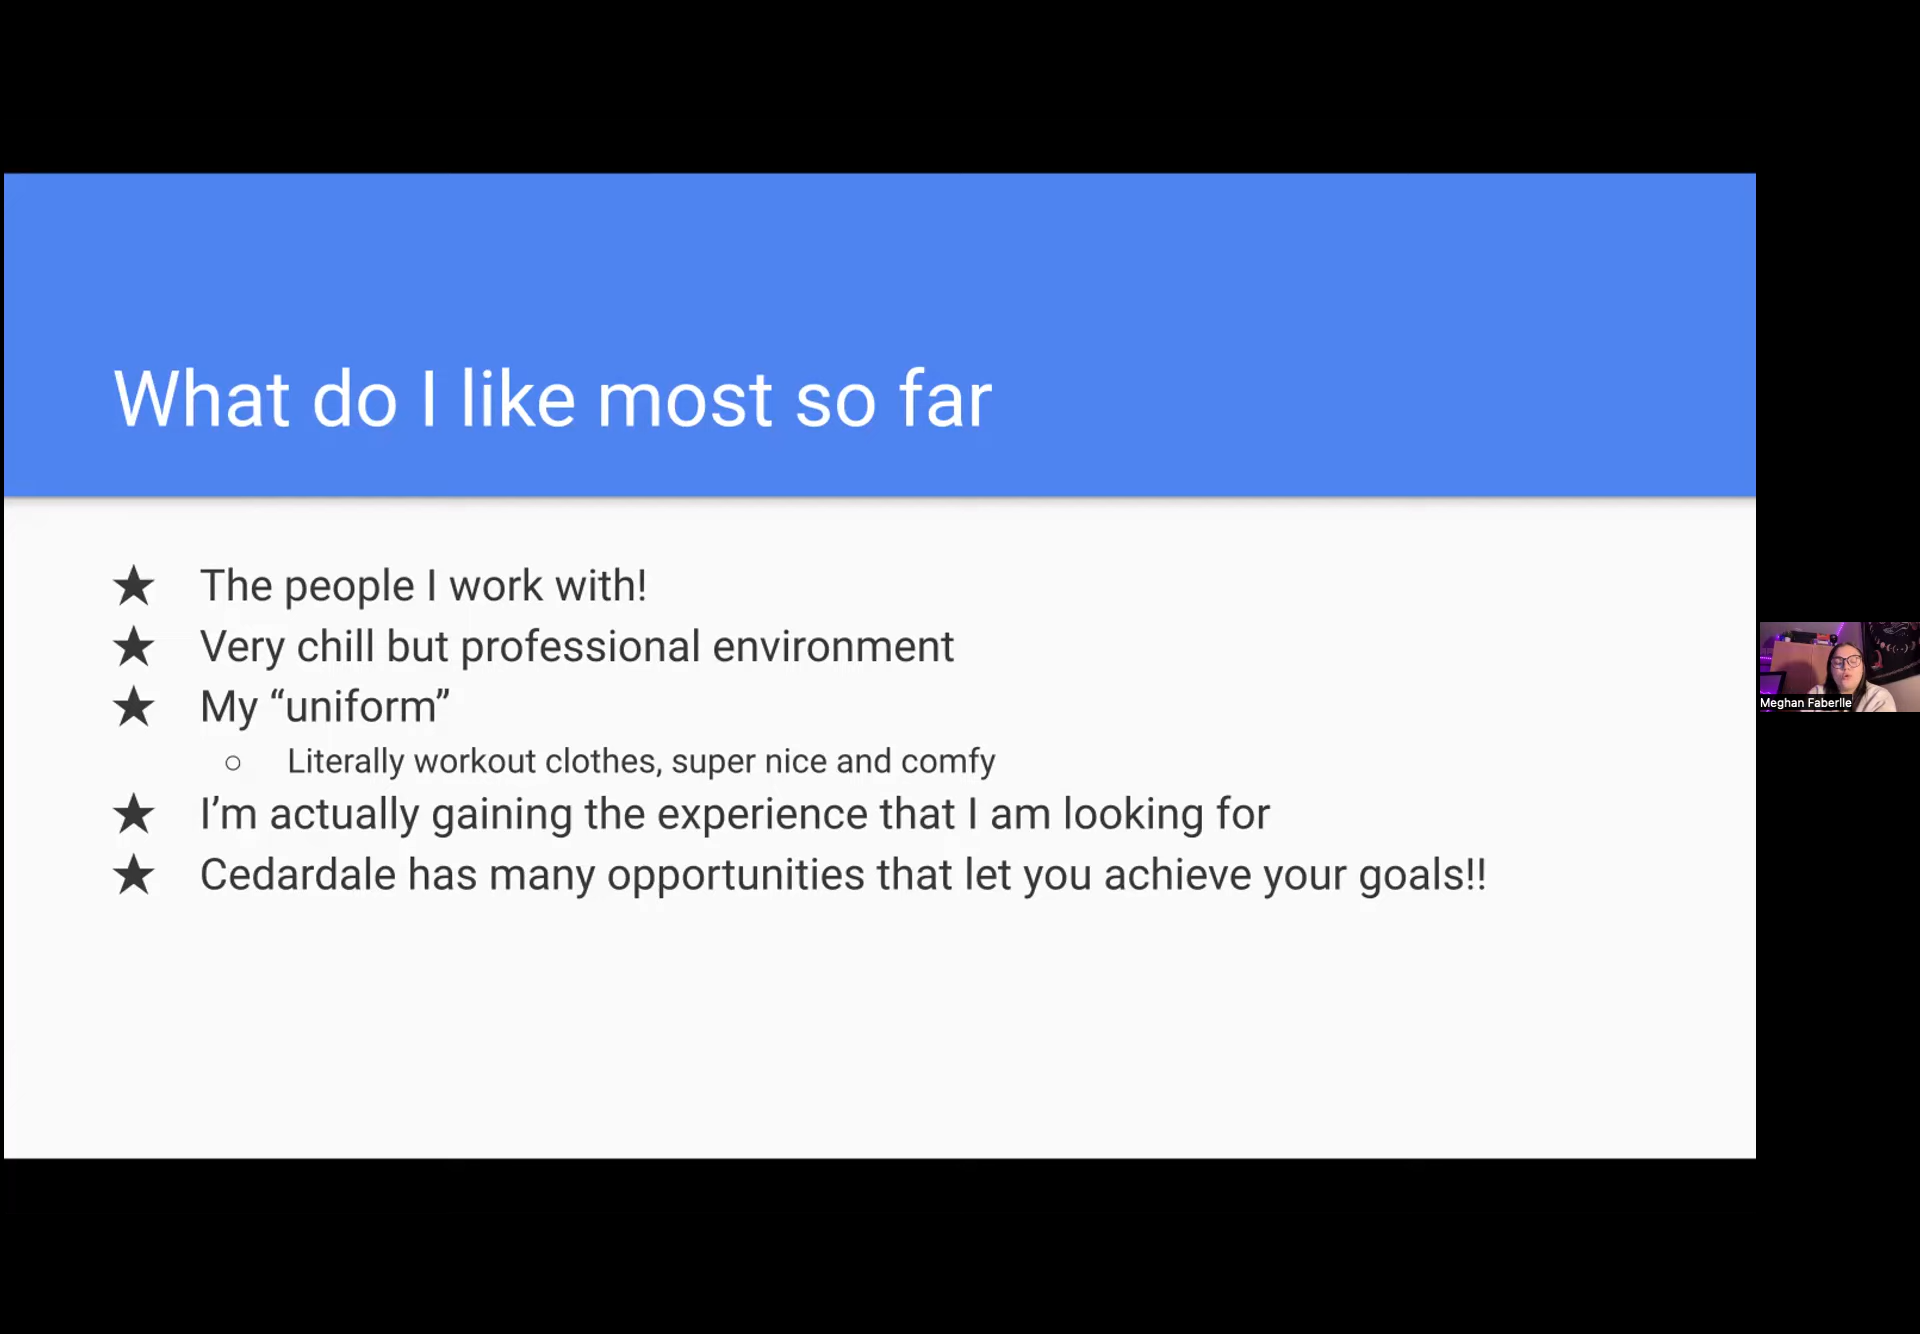 What do I like most so far
★ The people I work with!
★ Very chill but professional environment
★ My “uniform”
○ Literally workout clothes, super nice and comfy
★ I’m actually gaining the experience that I am looking for
★ Cedardale has many opportunities that let you achieve your goals!!
Meghan Faberlle